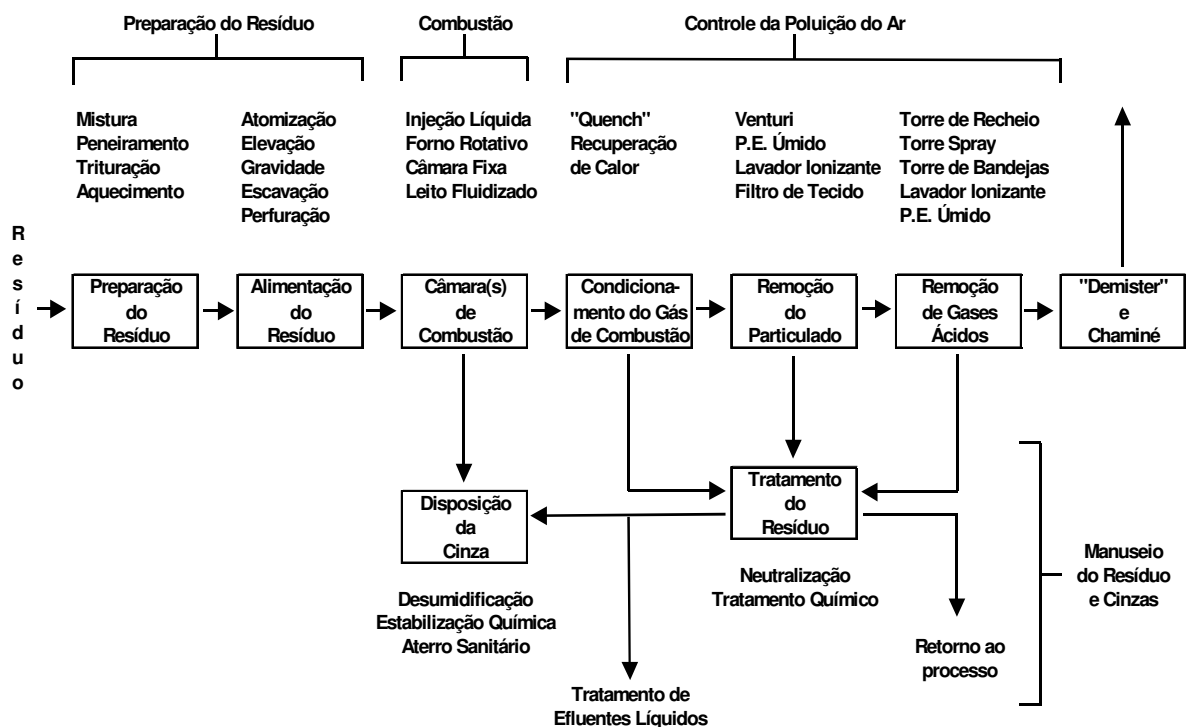 Preparação do Resíduo
Combustão
Controle da Poluição do Ar
Mistura
Peneiramento
Trituração
Aquecimento
Atomização
Elevação
Gravidade
Escavação
Perfuração
Injeção Líquida
Forno Rotativo
Câmara Fixa
Leito Fluidizado
"Quench"
Recuperação
de Calor
Venturi
P.E. Úmido
Lavador Ionizante
Filtro de Tecido
Torre de Recheio
Torre Spray
Torre de Bandejas
Lavador Ionizante
P.E. Úmido
Resíduo
Preparação
do
Resíduo
Alimentação
do
Resíduo
Câmara(s)
de
Combustão
Condiciona-
mento do Gás
de Combustão
Remoção
do
Particulado
Remoção
de Gases
Ácidos
"Demister"
e
Chaminé
Disposição
da
Cinza
Tratamento
do
Resíduo
Desumidificação
Estabilização Química
Aterro Sanitário
Neutralização
Tratamento Químico
Manuseio
do Resíduo
e Cinzas
Retorno ao
processo
Tratamento de
Efluentes Líquidos